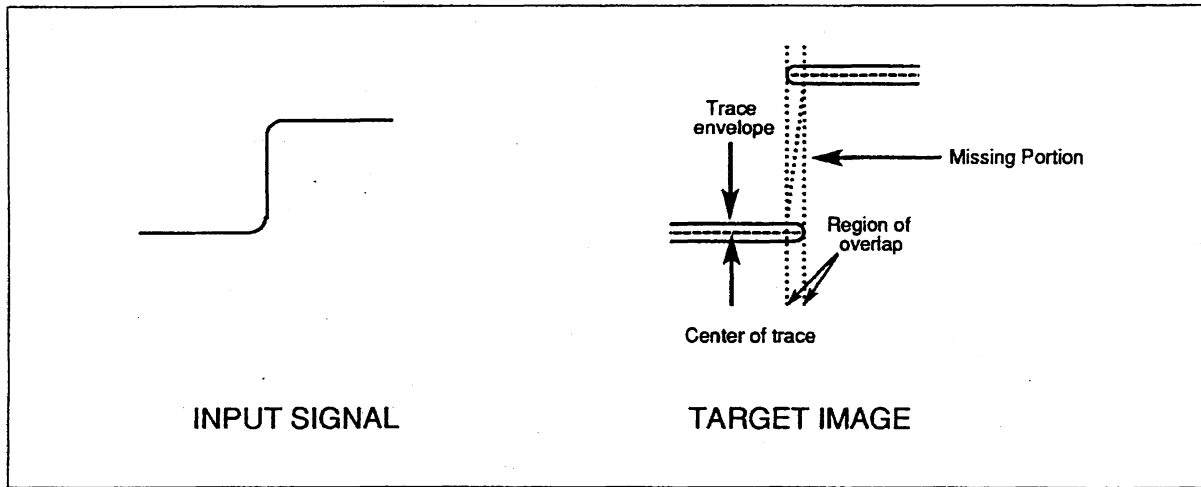 Trace
envelope
Missing Portion
Region of
overlap
Center of trace
INPUT SIGNAL
TARGET IMAGE